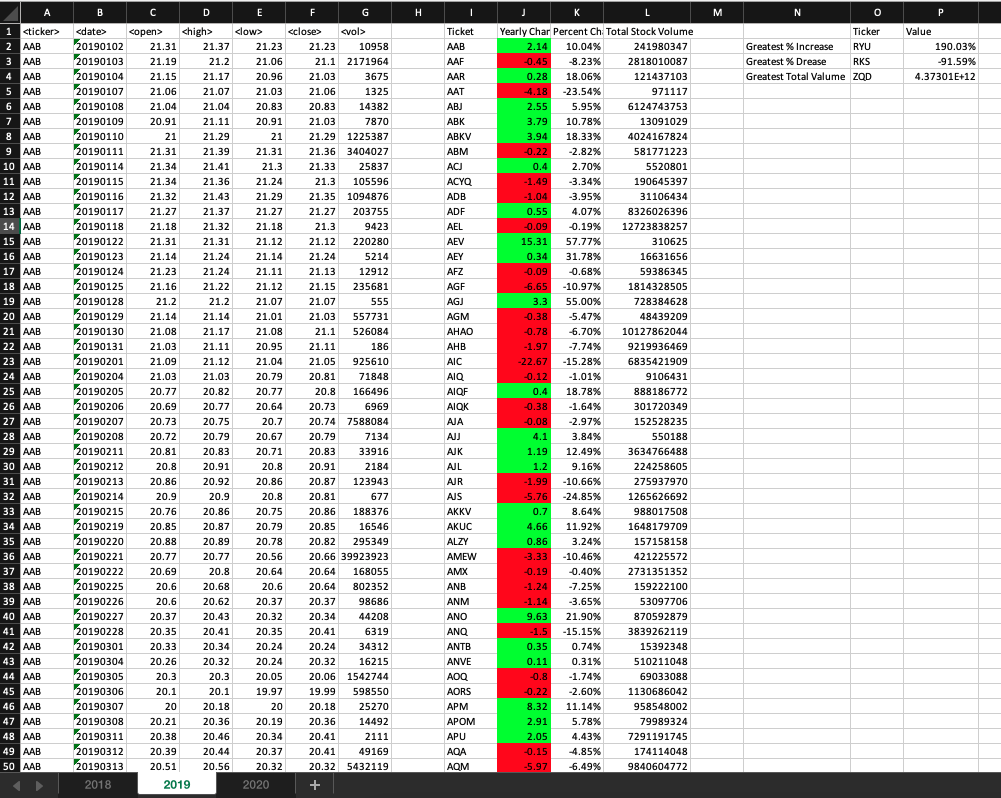 A B C D E F G H I J K L M N O P
1 <ticker> <date> <open> <high> <low> <close> <vol> Ticket Yearly Char Percent Ch Total Stock Volume Ticker Value
2 AAB 20190102 21.31 21.37 21.23 21.23 10958 AAB 2.14 10.04% 241980347 Greatest % Increase RYU 190.03%
3 AAB 20190103 21.19 21.2 21.06 21.1 2171964 AAF -0.45 -8.23% 2818010087 Greatest % Drease RKS -91.59%
4 AAB 20190104 21.15 21.17 20.96 21.03 3675 AAR 0.28 18.06% 121437103 Greatest Total Valume ZQD 4.37301E+12
5 AAB 20190107 21.06 21.07 21.03 21.06 1325 AAT -4.18 -23.54% 971117
6 AAB 20190108 21.04 21.04 20.83 20.83 14382 ABJ 2.55 5.95% 6124743753
7 AAB 20190109 20.91 21.11 20.91 21.03 7870 ABK 3.79 10.78% 13091029
8 AAB 20190110 21 21.29 21 21.29 1225387 ABKV 3.94 18.33% 4024167824
9 AAB 20190111 21.31 21.39 21.31 21.36 3404027 ABM -0.22 -2.82% 581771223
10 AAB 20190114 21.34 21.41 21.3 21.33 25837 ACJ 0.4 2.70% 5520801
11 AAB 20190115 21.34 21.36 21.24 21.3 105596 ACYQ -1.49 -3.34% 190645397
12 AAB 20190116 21.32 21.43 21.29 21.35 1094876 ADB -1.04 -3.95% 31106434
13 AAB 20190117 21.27 21.37 21.27 21.27 203755 ADF 0.55 4.07% 8326026396
14 AAB 20190118 21.18 21.32 21.18 21.3 9423 AEL -0.09 -0.19% 12723838257
15 AAB 20190122 21.31 21.31 21.12 21.12 220280 AEV 15.31 57.77% 310625
16 AAB 20190123 21.14 21.24 21.14 21.24 5214 AEY 0.34 31.78% 16631656
17 AAB 20190124 21.23 21.24 21.11 21.13 12912 AFZ -0.09 -0.68% 59386345
18 AAB 20190125 21.16 21.22 21.12 21.15 235681 AGF -6.65 -10.97% 1814328505
19 AAB 20190128 21.2 21.2 21.07 21.07 555 AGJ 3.3 55.00% 728384628
20 AAB 20190129 21.14 21.14 21.01 21.03 557731 AGM -0.38 -5.47% 48439209
21 AAB 20190130 21.08 21.17 21.08 21.1 526084 AHAO -0.78 -6.70% 10127862044
22 AAB 20190131 21.03 21.11 20.95 21.11 186 AHB -1.97 -7.74% 9219936469
23 AAB 20190201 21.09 21.12 21.04 21.05 925610 AIC -22.67 -15.28% 6835421909
24 AAB 20190204 21.03 21.03 20.79 20.81 71848 AIQ -0.12 -1.01% 9106431
25 AAB 20190205 20.77 20.82 20.77 20.8 166496 AIQF 0.4 18.78% 888186772
26 AAB 20190206 20.69 20.77 20.64 20.73 6969 AIQK -0.38 -1.64% 301720349
27 AAB 20190207 20.73 20.75 20.7 20.74 7588084 AJA -0.08 -2.97% 152528235
28 AAB 20190208 20.72 20.79 20.67 20.79 7134 AJJ 4.1 3.84% 550188
29 AAB 20190211 20.81 20.83 20.71 20.83 33916 AJK 1.19 12.49% 3634766488
30 AAB 20190212 20.8 20.91 20.8 20.91 2184 AJL 1.2 9.16% 224258605
31 AAB 20190213 20.86 20.92 20.86 20.87 123943 AJR -1.99 -10.66% 275937970
32 AAB 20190214 20.9 20.9 20.8 20.81 677 AJS -5.76 -24.85% 1265626692
33 AAB 20190215 20.76 20.86 20.75 20.86 188376 AKKV 0.7 8.64% 988017508
34 AAB 20190219 20.85 20.87 20.79 20.85 16546 AKUC 4.66 11.92% 1648179709
35 AAB 20190220 20.88 20.89 20.78 20.82 295349 ALZY 0.86 3.24% 157158158
36 AAB 20190221 20.77 20.77 20.56 20.66 39923923 AMEW -3.33 -10.46% 421225572
37 AAB 20190222 20.69 20.8 20.64 20.64 168055 AMX -0.19 -0.40% 2731351352
38 AAB 20190225 20.6 20.68 20.6 20.64 802352 ANB -1.24 -7.25% 159222100
39 AAB 20190226 20.6 20.62 20.37 20.37 98686 ANM -1.14 -3.65% 53097706
40 AAB 20190227 20.37 20.43 20.32 20.34 44208 ANO 9.63 21.90% 870592879
41 AAB 20190228 20.35 20.41 20.35 20.41 6319 ANQ -1.5 -15.15% 3839262119
42 AAB 20190301 20.33 20.34 20.24 20.24 34312 ANTB 0.35 0.74% 15392348
43 AAB 20190304 20.26 20.32 20.24 20.32 16215 ANVE 0.11 0.31% 510211048
44 AAB 20190305 20.3 20.3 20.05 20.06 1542744 AOQ -0.8 -1.74% 69033088
45 AAB 20190306 20.1 20.1 19.97 19.99 598550 AORS -0.22 -2.60% 1130686042
46 AAB 20190307 20 20.18 20 20.18 25270 APM 8.32 11.14% 958548002
47 AAB 20190308 20.21 20.36 20.19 20.36 14492 APOM 2.91 5.78% 79989324
48 AAB 20190311 20.38 20.46 20.34 20.41 2111 APU 2.05 4.43% 7291191745
49 AAB 20190312 20.39 20.44 20.37 20.41 49169 AQA -0.15 -4.85% 174114048
50 AAB 20190313 20.51 20.56 20.32 20.32 5432119 AQM -5.97 -6.49% 9840604772
2018 2019 2020 +